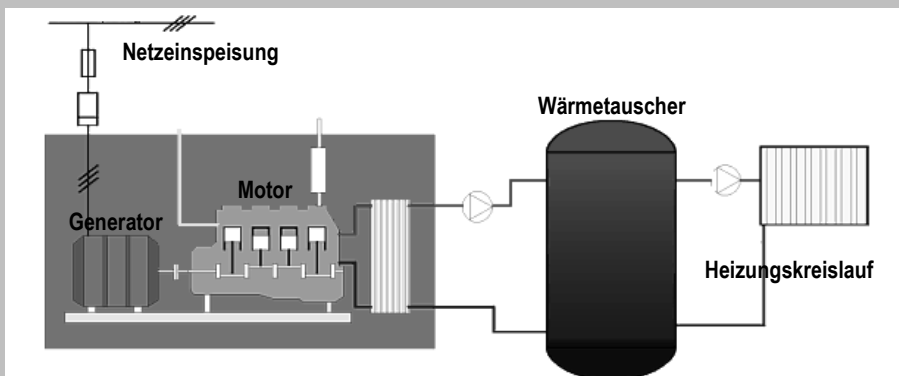 Netzeinspeisung
Wärmetauscher
Motor
Generator
Heizungskreislauf